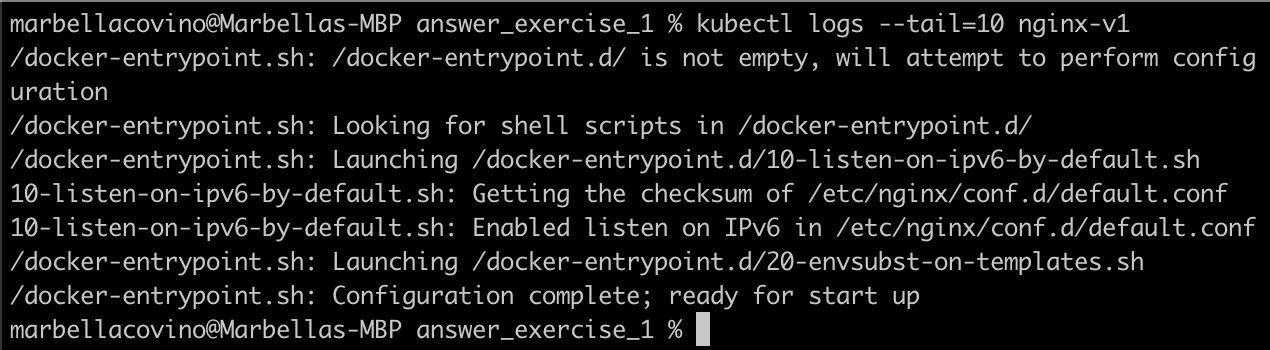 marbellacovino@Marbellas-MBP answer_exercise_1 % kubectl logs --tail=10 nginx-v1
/docker-entrypoint.sh: /docker-entrypoint.d/ is not empty, will attempt to perform config
uration
/docker-entrypoint.sh: Looking for shell scripts in /docker-entrypoint.d/
/docker-entrypoint.sh: Launching /docker-entrypoint.d/10-listen-on-ipv6-by-default.sh
10-listen-on-ipv6-by-default.sh: Getting the checksum of /etc/nginx/conf.d/default.conf
10-listen-on-ipv6-by-default.sh: Enabled listen on IPv6 in /etc/nginx/conf.d/default.conf
/docker-entrypoint.sh: Launching /docker-entrypoint.d/20-envsubst-on-templates.sh
/docker-entrypoint.sh: Configuration complete; ready for start up
marbellacovino@Marbellas-MBP answer_exercise_1 %